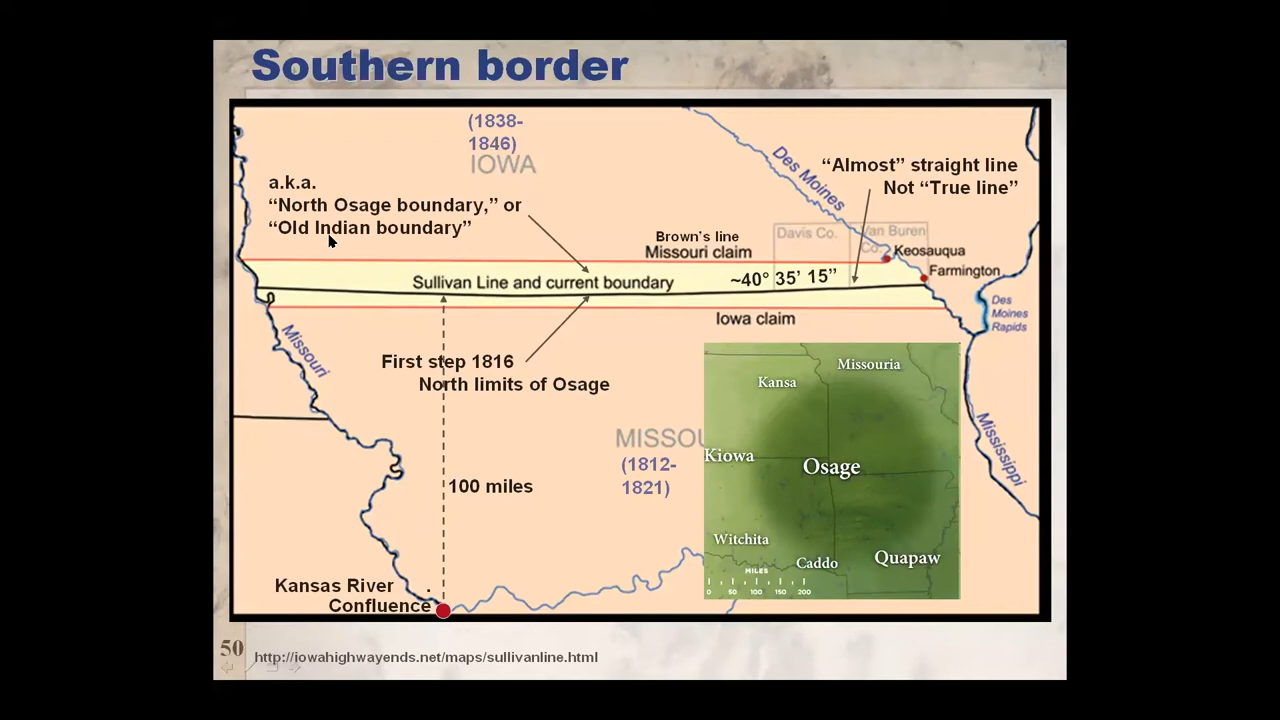 Southern border
(1838-
1846)
IOWA
Des Moines
“Almost” straight line
Not “True line”
a.k.a.
“North Osage boundary,” or
“Old Indian boundary”
Brown’s line
Missouri claim
Davis Co.
Van Buren
Co.
Keosauqua
Farmington
Sullivan Line and current boundary
~40° 35’ 15”
Iowa claim
Des
Moines
Rapids
Missouri
First step 1816
North limits of Osage
Missouria
Kansa
MISSOU
(1812-
1821)
Kiowa
Osage
Mississippi
100 miles
Witchita
Caddo
Quapaw
MILES
0 50 100 150 200
Kansas River
Confluence
50
http://iowahighwayends.net/maps/sullivanline.html